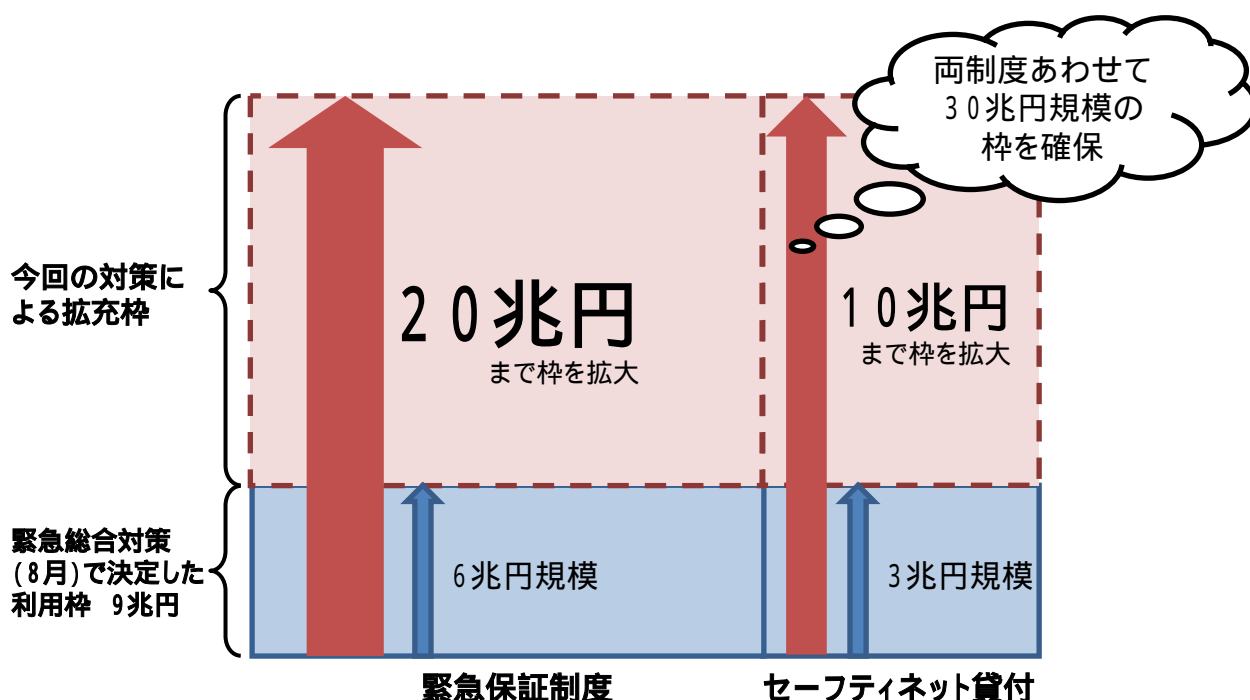 両制度あわせて
30兆円規模の
枠を確保
今回の対策に
よる拡充枠
20兆円
まで枠を拡大
10兆円
まで枠を拡大
緊急総合対策
(8月)で決定した
利用枠 9兆円
6兆円規模
3兆円規模
緊急保証制度
セーフティネット貸付